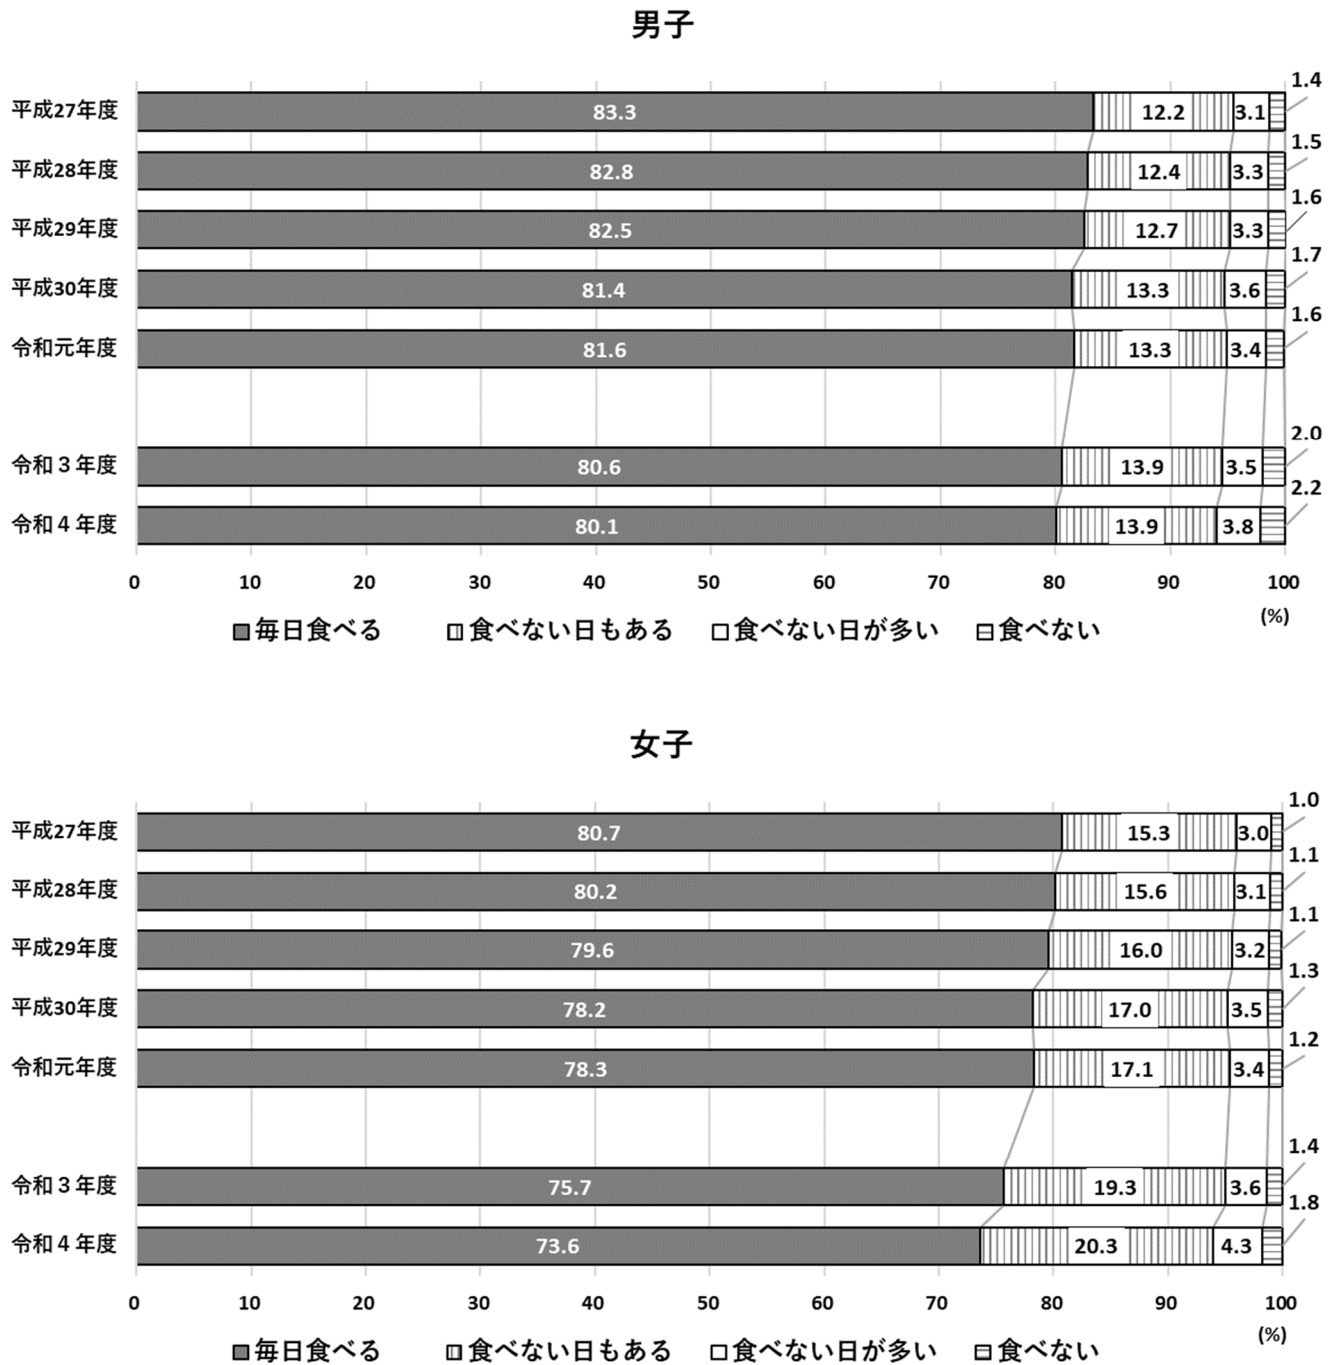 男子
1.4
平成27年度 83.3 12.2 3.1
1.5
平成28年度 82.8 12.4 3.3
1.6
平成29年度 82.5 12.7 3.3
1.7
平成30年度 81.4 13.3 3.6
1.6
令和元年度 81.6 13.3 3.4
2.0
令和３年度 80.6 13.9 3.5
2.2
令和４年度 80.1 13.9 3.8
0 10 20 30 40 50 60 70 80 90 100
(%)
毎日食べる 食べない日もある 食べない日が多い 食べない
女子
1.0
平成27年度 80.7 15.3 3.0
1.1
平成28年度 80.2 15.6 3.1
1.1
平成29年度 79.6 16.0 3.2
1.3
平成30年度 78.2 17.0 3.5
1.2
令和元年度 78.3 17.1 3.4
1.4
令和３年度 75.7 19.3 3.6
1.8
令和４年度 73.6 20.3 4.3
0 10 20 30 40 50 60 70 80 90 100
(%)
毎日食べる 食べない日もある 食べない日が多い 食べない